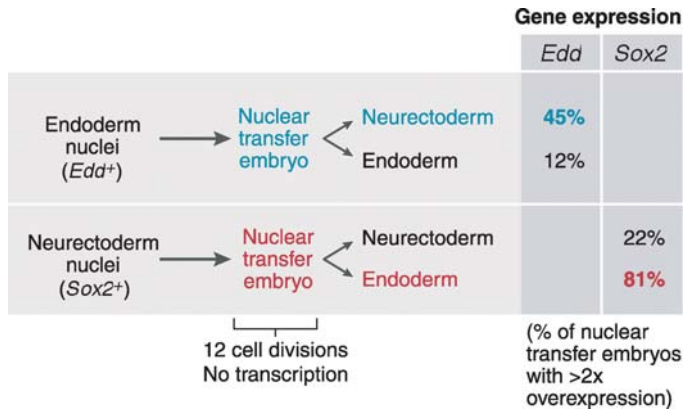 Gene expression
Edd Sox2
Endoderm
nuclei
(Edd+)
Nuclear
transfer
embryo
Neurectoderm
45%
Endoderm
12%
Neurectoderm
nuclei
(Sox2+)
Nuclear
transfer
embryo
Neurectoderm
22%
Endoderm
81%
12 cell divisions
No transcription
(% of nuclear
transfer embryos
with >2x
overexpression)